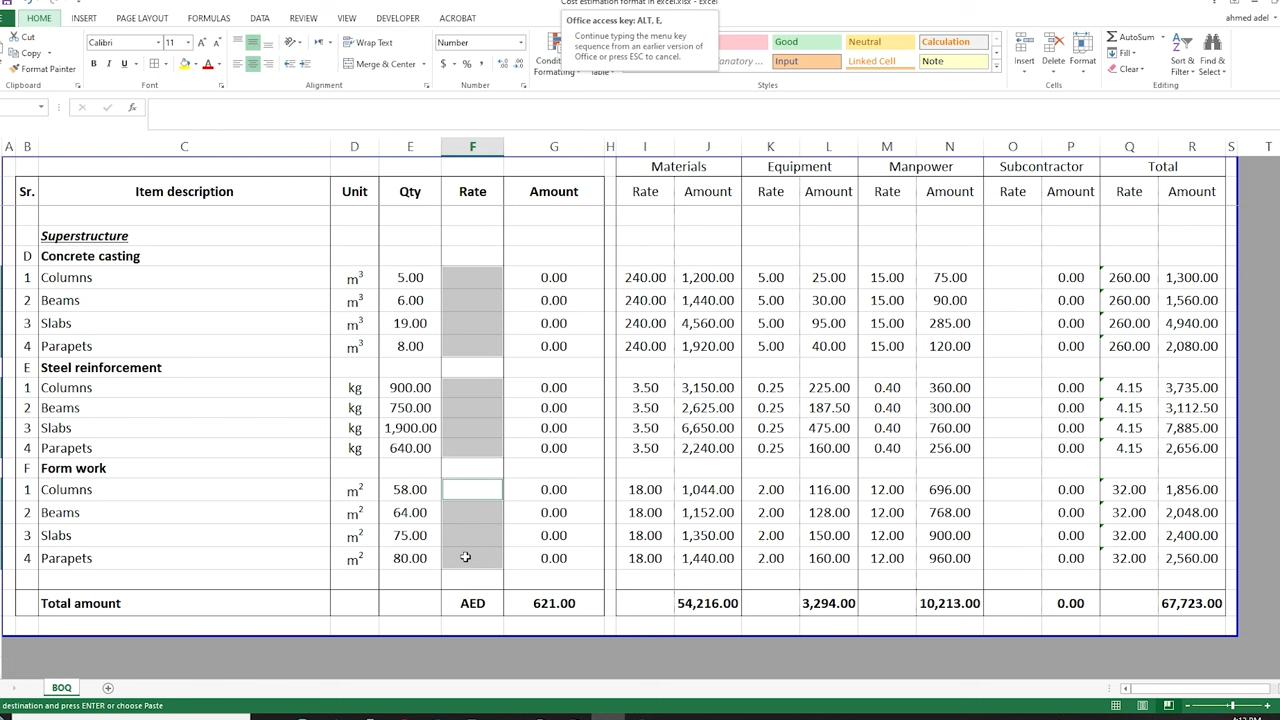 Cost estimation format in excel.xlsx - Excel
HOME INSERT PAGE LAYOUT FORMULAS DATA REVIEW VIEW DEVELOPER ACROBAT ahmed adel
Office access key: ALT, E,
Continue typing the menu key
sequence from an earlier version of
Office or press ESC to cancel.
Cut
Copy
Format Painter
Calibri 11
B I U
Wrap Text
Merge & Center
Number
$ % ,
Formatting
Good Neutral Calculation
Input Linked Cell Note
Insert Delete Format
AutoSum
Fill
Clear
Sort &
Filter
Find &
Select
Clipboard Font Alignment Number Styles Cells Editing
fx
A B C D E F G H I J K L M N O P Q R S T
Materials Equipment Manpower Subcontractor Total
Sr. Item description Unit Qty Rate Amount Rate Amount Rate Amount Rate Amount Rate Amount Rate Amount
Superstructure
D Concrete casting
1 Columns m³ 5.00 0.00 240.00 1,200.00 5.00 25.00 15.00 75.00 0.00 260.00 1,300.00
2 Beams m³ 6.00 0.00 240.00 1,440.00 5.00 30.00 15.00 90.00 0.00 260.00 1,560.00
3 Slabs m³ 19.00 0.00 240.00 4,560.00 5.00 95.00 15.00 285.00 0.00 260.00 4,940.00
4 Parapets m³ 8.00 0.00 240.00 1,920.00 5.00 40.00 15.00 120.00 0.00 260.00 2,080.00
E Steel reinforcement
1 Columns kg 900.00 0.00 3.50 3,150.00 0.25 225.00 0.40 360.00 0.00 4.15 3,735.00
2 Beams kg 750.00 0.00 3.50 2,625.00 0.25 187.50 0.40 300.00 0.00 4.15 3,112.50
3 Slabs kg 1,900.00 0.00 3.50 6,650.00 0.25 475.00 0.40 760.00 0.00 4.15 7,885.00
4 Parapets kg 640.00 0.00 3.50 2,240.00 0.25 160.00 0.40 256.00 0.00 4.15 2,656.00
F Form work
1 Columns m² 58.00 0.00 18.00 1,044.00 2.00 116.00 12.00 696.00 0.00 32.00 1,856.00
2 Beams m² 64.00 0.00 18.00 1,152.00 2.00 128.00 12.00 768.00 0.00 32.00 2,048.00
3 Slabs m² 75.00 0.00 18.00 1,350.00 2.00 150.00 12.00 900.00 0.00 32.00 2,400.00
4 Parapets m² 80.00 0.00 18.00 1,440.00 2.00 160.00 12.00 960.00 0.00 32.00 2,560.00
Total amount AED 621.00 54,216.00 3,294.00 10,213.00 0.00 67,723.00
BOQ
destination and press ENTER or choose Paste